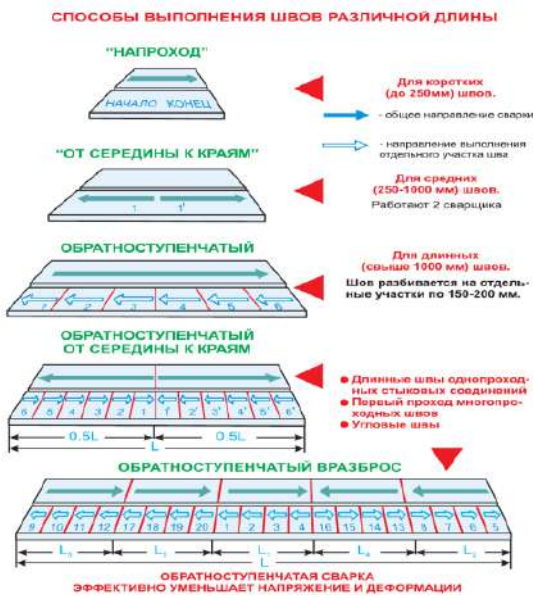 СПОСОБЫ ВЫПОЛНЕНИЯ ШВОВ РАЗЛИЧНОЙ ДЛИНЫ
"НАПРОХОД"
НАЧАЛО КОНЕЦ
Для коротких
(до 250мм) швов.
- общее направление сварки
- направление выполнения
отдельного участка шва
"ОТ СЕРЕДИНЫ К КРАЯМ"
1 1'
Для средних
(250-1000 мм) швов.
Работают 2 сварщика
ОБРАТНОСТУПЕНЧАТЫЙ
1 2 3 4 5 6
Для длинных
(свыше 1000 мм) швов.
Шов разбивается на отдель-
ные участки по 150-200 мм.
ОБРАТНОСТУПЕНЧАТЫЙ
ОТ СЕРЕДИНЫ К КРАЯМ
6 5 4 3 2 1 1' 2' 3' 4' 5' 6'
0.5L 0.5L
L
Длинные швы однопроход-
ных стыковых соединений
Первый проход многопро-
ходных швов
Угловые швы
ОБРАТНОСТУПЕНЧАТЫЙ ВРАЗБРОС
9 10 11 12 17 18 19 20 1 2 3 4 16 15 14 13 8 7 6 5
L
ОБРАТНОСТУПЕНЧАТАЯ СВАРКА
ЭФФЕКТИВНО УМЕНЬШАЕТ НАПРЯЖЕНИЕ И ДЕФОРМАЦИИ